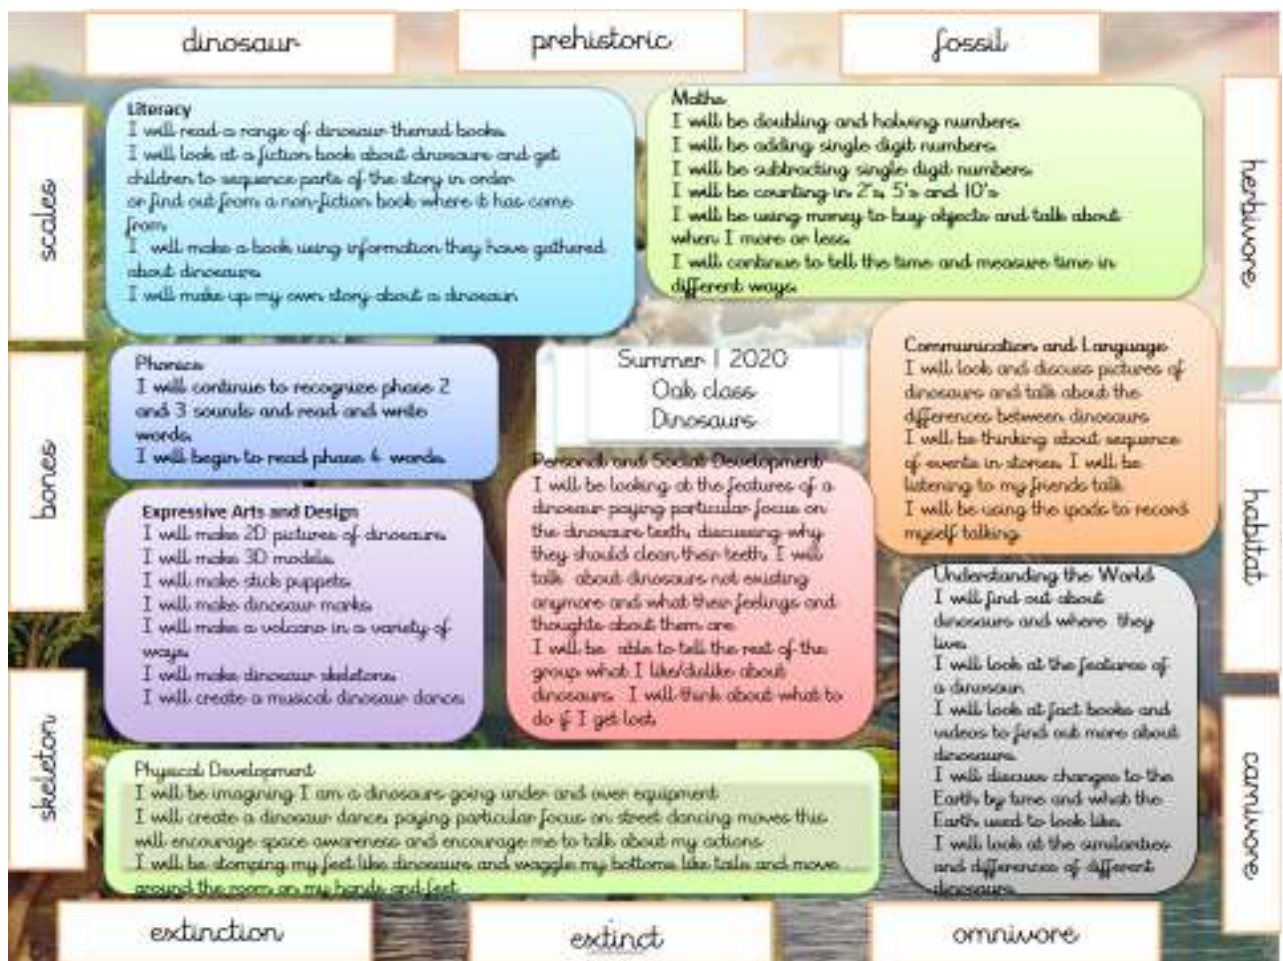 dinosaur
prehistoric
fossil
scales
bones
skeleton
Literacy
I will read a range of dinosaur themed books.
I will look at a fiction book about dinosaurs and get
children to sequence parts of the story in order
or find out from a non-fiction book where it has come
from.
I will make a book using information they have gathered
about dinosaurs.
I will make up my own story about a dinosaur.
Maths
I will be doubling and halving numbers.
I will be adding single digit numbers.
I will be subtracting single digit numbers.
I will be counting in 2's, 5's and 10's
I will be using money to buy objects and talk about
when I more or less.
I will continue to tell the time and measure time in
different ways.
Phonics
I will continue to recognize phase 2
and 3 sounds and read and write
words.
I will begin to read phase 4 words.
Summer 1 2020
Oak class
Dinosaurs
Communication and Language
I will look and discuss pictures of
dinosaurs and talk about the
differences between dinosaurs
I will be thinking about sequence
of events in stories. I will be
listening to my friends talk.
I will be using the ipads to record
myself talking.
Expressive Arts and Design
I will make 2D pictures of dinosaurs.
I will make 3D models.
I will make stick puppets.
I will make dinosaur marks.
I will make a volcano in a variety of
ways.
I will make dinosaur skeletons.
I will create a musical dinosaur dance.
Personal and Social Development
I will be looking at the features of a
dinosaur paying particular focus on
the dinosaurs teeth, discussing why
they should clean their teeth. I will
talk about dinosaurs not existing
anymore and what their feelings and
thoughts about them are.
I will be able to tell the rest of the
group what I like/dislike about
dinosaurs. I will think about what to
do if I get lost.
Understanding the World
I will find out about
dinosaurs and where they
live.
I will look at the features of
a dinosaur.
I will look at fact books and
videos to find out more about
dinosaurs.
I will discuss changes to the
Earth by time and what the
Earth used to look like.
I will look at the similarities
and differences of different
dinosaurs.
Physical Development
I will be imagining I am a dinosaurs going under and over equipment
I will create a dinosaur dance, paying particular focus on street dancing moves this
will encourage space awareness and encourage me to talk about my actions
I will be stomping my feet like dinosaurs and waggle my bottoms like tails and move
around the room on my hands and feet.
herbivore
habitat
carnivore
extinction
extinct
omnivore